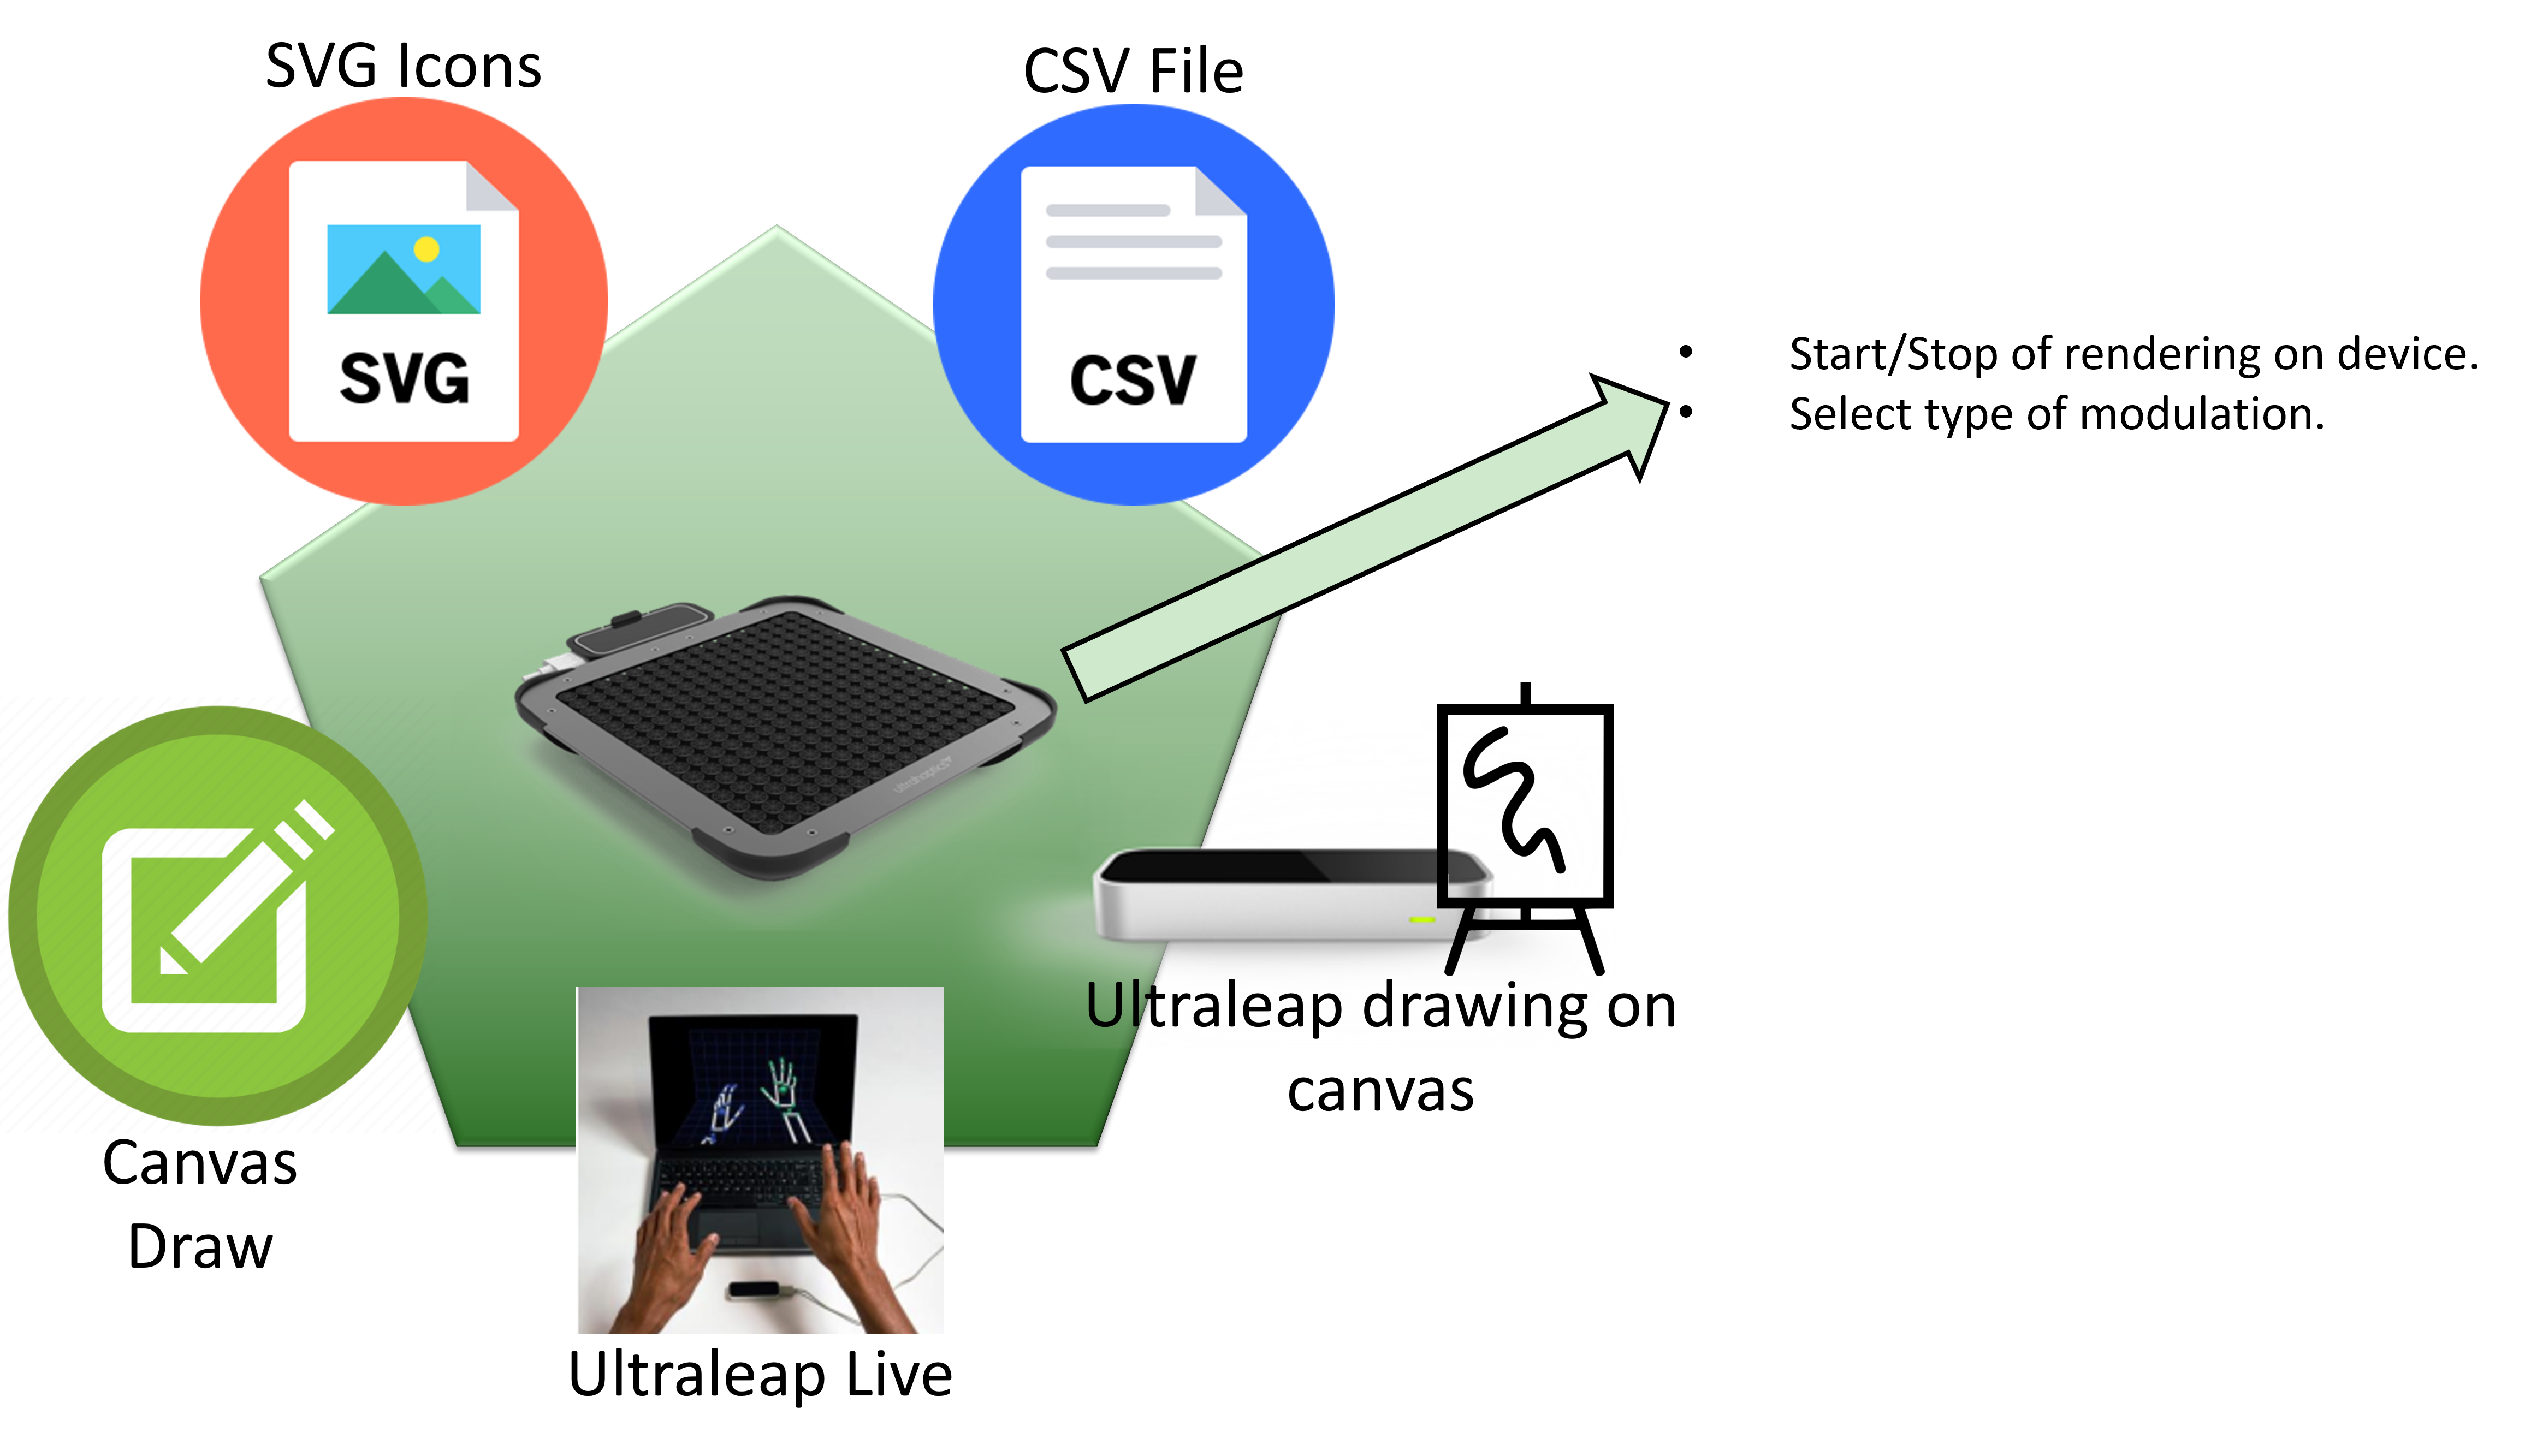 SVG Icons
CSV File
SVG
CSV
• Start/Stop of rendering on device.
• Select type of modulation.
ultrahaptics
Ultraleap drawing on
canvas
Canvas
Draw
Ultraleap Live